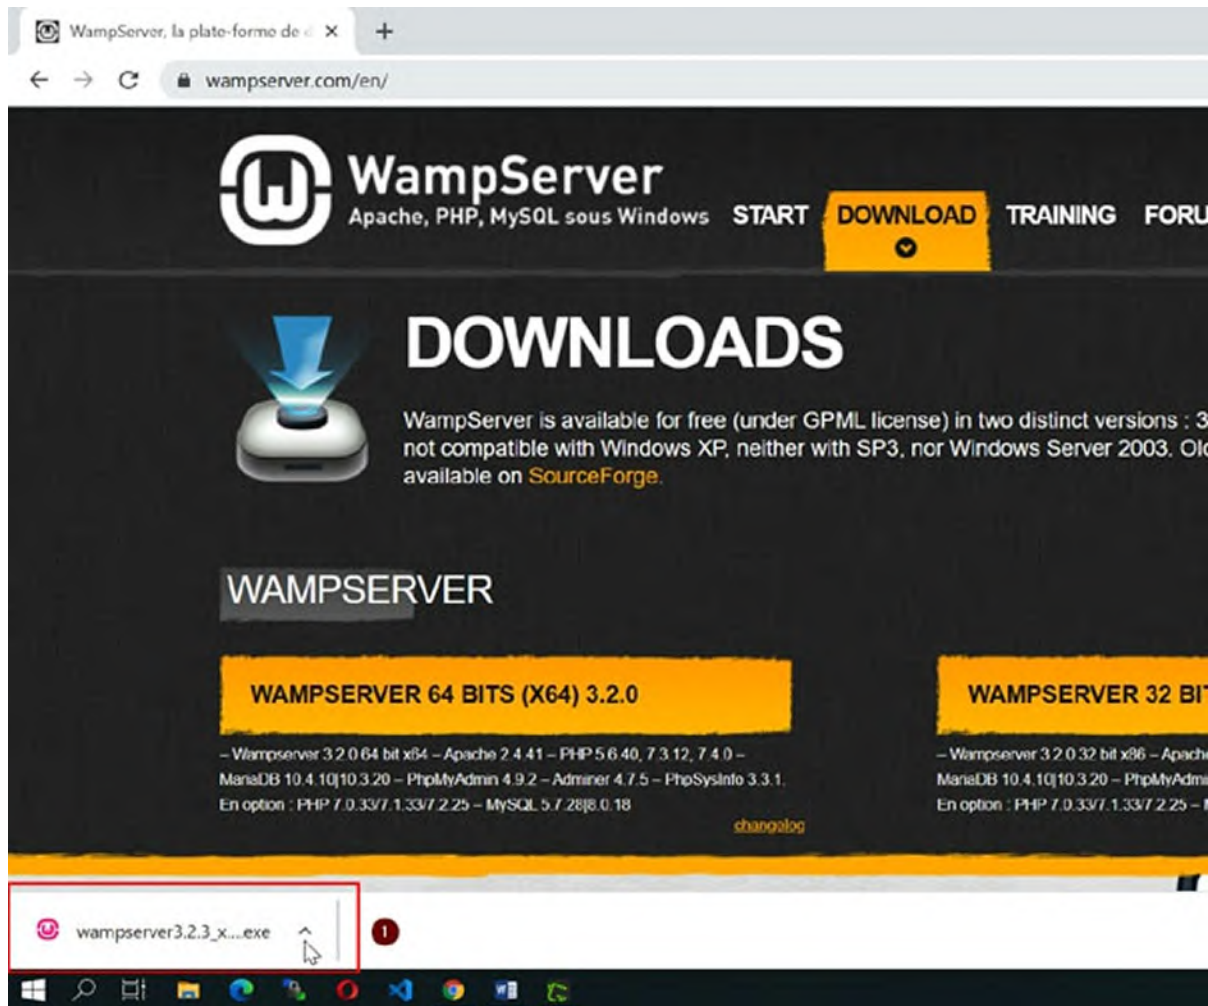 WampServer, la plate-forme de d
wampserver.com/en/
WampServer
Apache, PHP, MySQL sous Windows
START DOWNLOAD TRAINING FORU
DOWNLOADS
WampServer is available for free (under GPML license) in two distinct versions : 3
not compatible with Windows XP, neither with SP3, nor Windows Server 2003. Old
available on SourceForge.
WAMPSERVER
WAMPSERVER 64 BITS (X64) 3.2.0
– Wampserver 3.2.0 64 bit x64 – Apache 2.4.41 – PHP 5.6.40, 7.3.12, 7.4.0 –
MariaDB 10.4.10|10.3.20 – PhpMyAdmin 4.9.2 – Adminer 4.7.5 – PhpSysInfo 3.3.1.
En option : PHP 7.0.33/7.1.33/7.2.25 – MySQL 5.7.28|8.0.18
changelog
WAMPSERVER 32 BIT
– Wampserver 3.2.0 32 bit x86 – Apache
MariaDB 10.4.10|10.3.20 – PhpMyAdmi
En option : PHP 7.0.33/7.1.33/7.2.25 –
wampserver3.2.3_x....exe
1